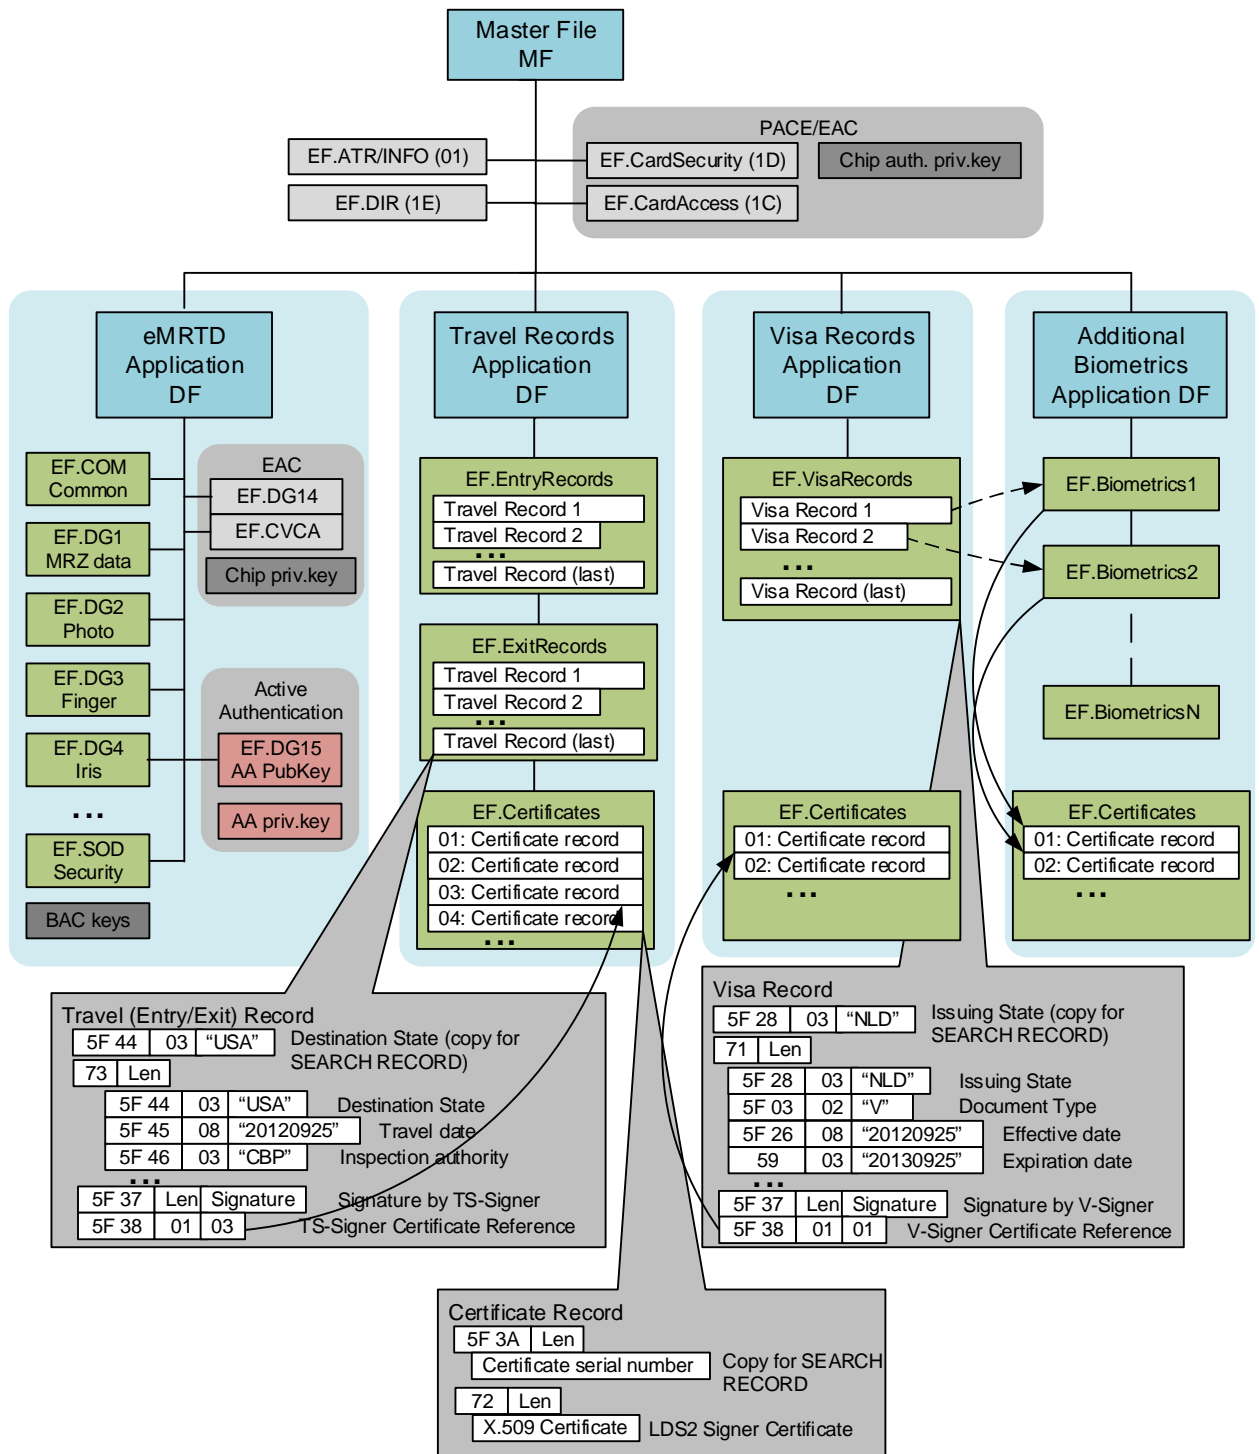 Master File
MF
PACE/EAC
EF.ATR/INFO (01)
EF.CardSecurity (1D)
Chip auth. priv.key
EF.DIR (1E)
EF.CardAccess (1C)
eMRTD
Application
DF
EF.COM
Common
EF.DG1
MRZ data
EF.DG2
Photo
EF.DG3
Finger
EF.DG4
Iris
...
EF.SOD
Security
BAC keys
EAC
EF.DG14
EF.CVCA
Chip priv.key
Active
Authentication
EF.DG15
AA PubKey
AA priv.key
Travel Records
Application
DF
EF.EntryRecords
Travel Record 1
Travel Record 2
...
Travel Record (last)
EF.ExitRecords
Travel Record 1
Travel Record 2
...
Travel Record (last)
EF.Certificates
01: Certificate record
02: Certificate record
03: Certificate record
04: Certificate record
...
Visa Records
Application
DF
EF.VisaRecords
Visa Record 1
Visa Record 2
...
Visa Record (last)
EF.Certificates
01: Certificate record
02: Certificate record
...
Additional
Biometrics
Application DF
EF.Biometrics1
EF.Biometrics2
EF.BiometricsN
EF.Certificates
01: Certificate record
02: Certificate record
...
Travel (Entry/Exit) Record
5F 44 03 “USA” Destination State (copy for
SEARCH RECORD)
73 Len
5F 44 03 “USA” Destination State
5F 45 08 “20120925” Travel date
5F 46 03 “CBP” Inspection authority
...
5F 37 Len Signature Signature by TS-Signer
5F 38 01 03 TS-Signer Certificate Reference
Visa Record
5F 28 03 “NLD” Issuing State (copy for
SEARCH RECORD)
71 Len
5F 28 03 “NLD” Issuing State
5F 03 02 “V” Document Type
5F 26 08 “20120925” Effective date
59 03 “20130925” Expiration date
...
5F 37 Len Signature Signature by V-Signer
5F 38 01 01 V-Signer Certificate Reference
Certificate Record
5F 3A Len
Certificate serial number Copy for SEARCH
RECORD
72 Len
X.509 Certificate LDS2 Signer Certificate